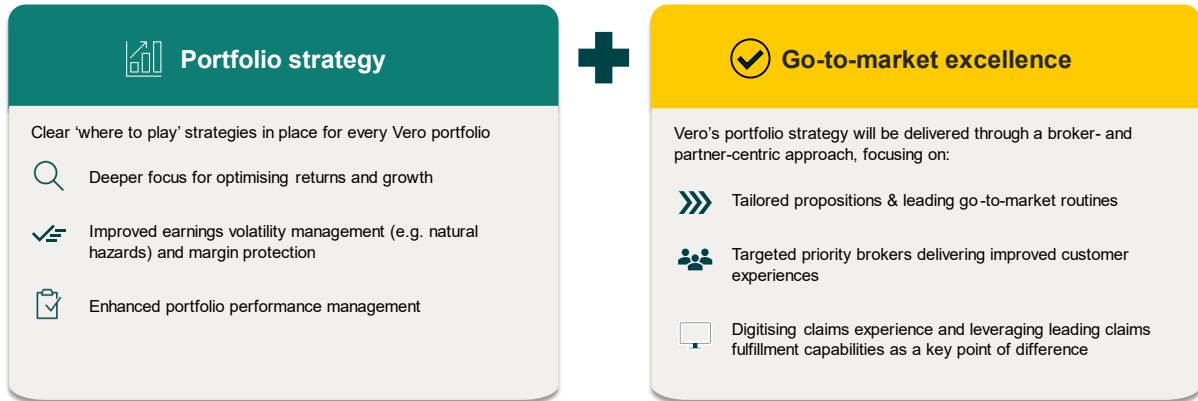 Portfolio strategy
Clear ‘where to play’ strategies in place for every Vero portfolio
Deeper focus for optimising returns and growth
Improved earnings volatility management (e.g. natural
hazards) and margin protection
Enhanced portfolio performance management
Go-to-market excellence
Vero’s portfolio strategy will be delivered through a broker- and
partner-centric approach, focusing on:
Tailored propositions & leading go-to-market routines
Targeted priority brokers delivering improved customer
experiences
Digitising claims experience and leveraging leading claims
fulfillment capabilities as a key point of difference